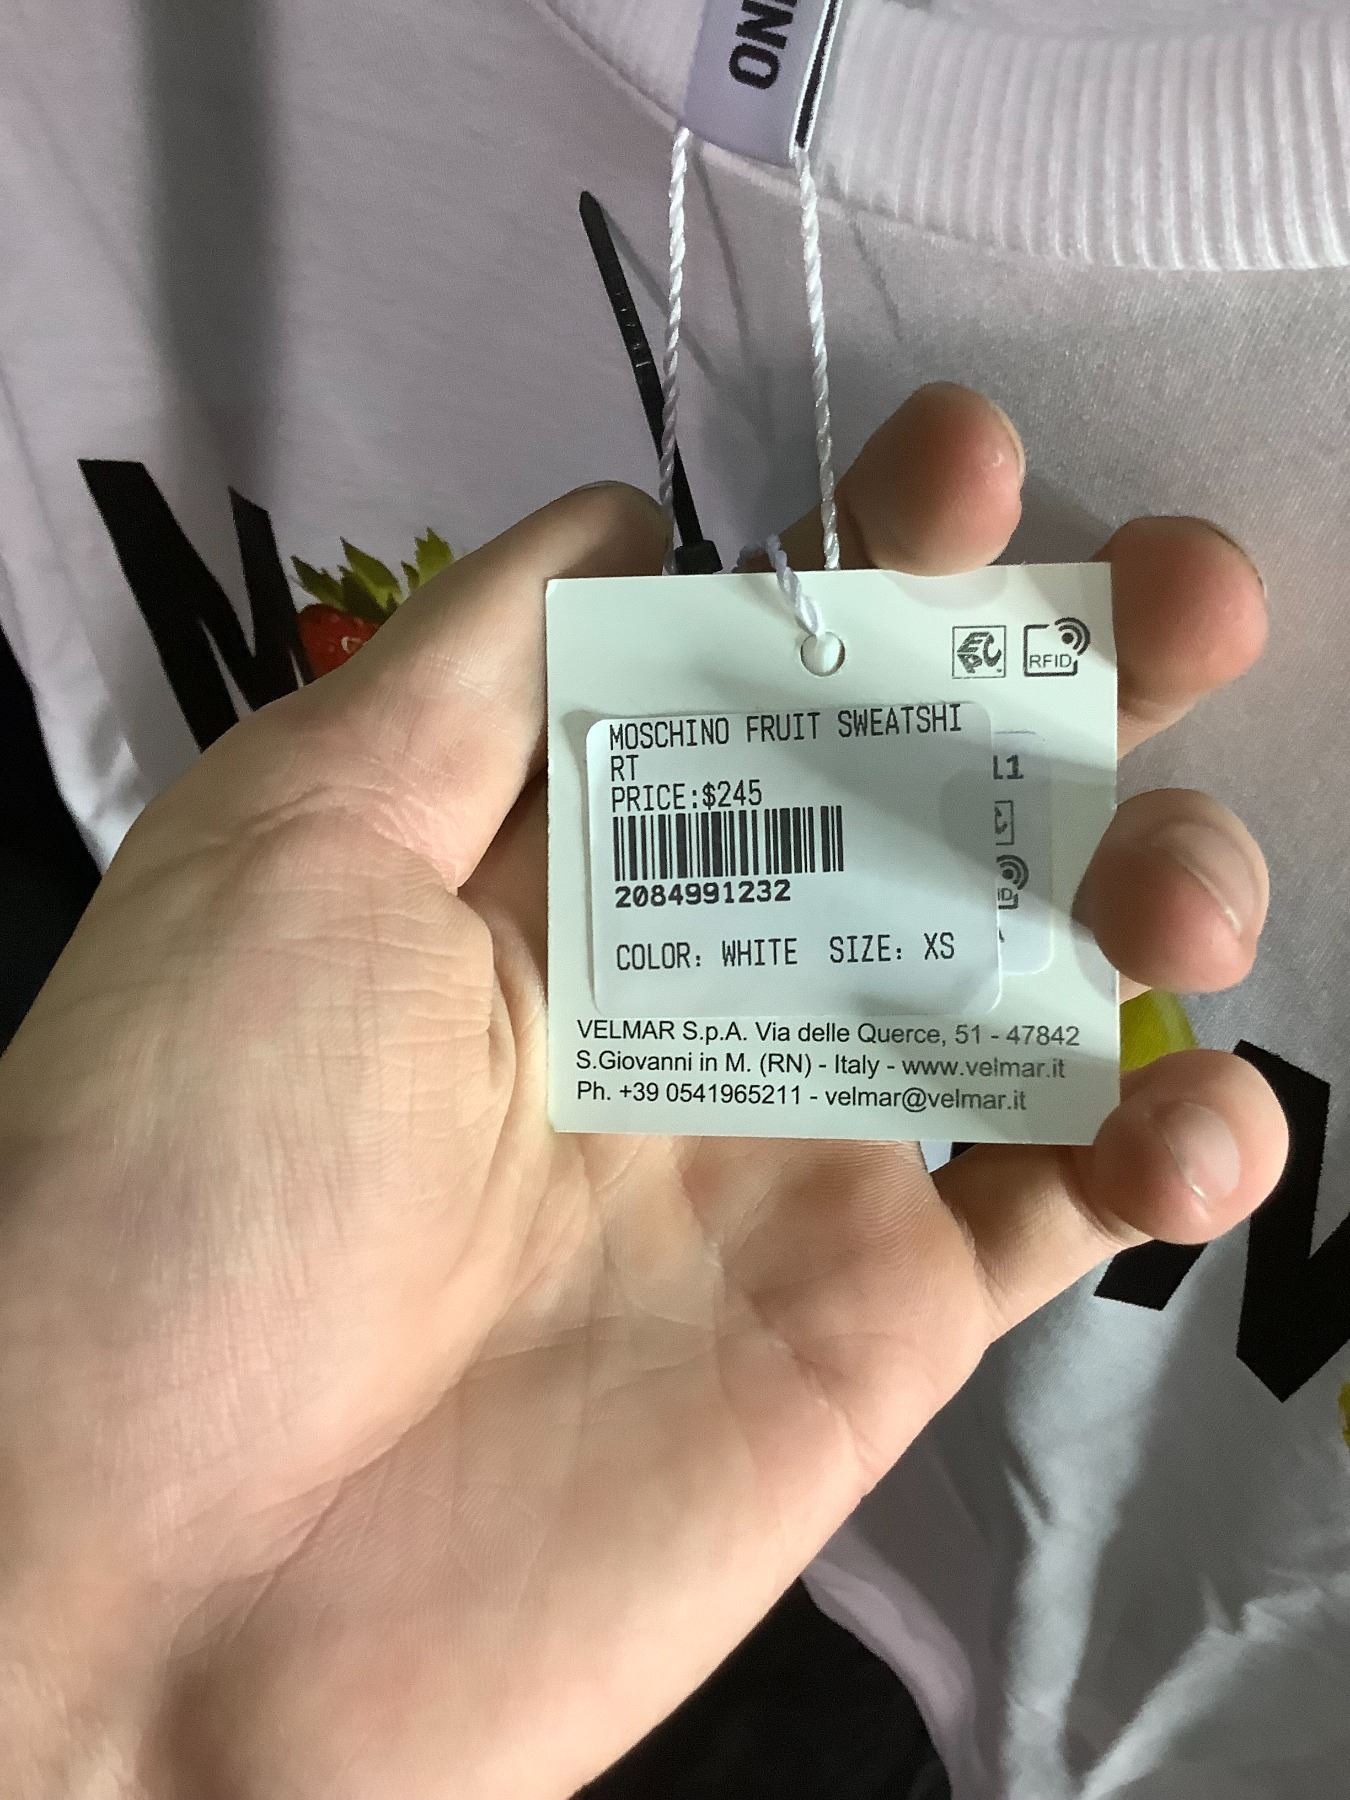 M
RFID
MOSCHINO FRUIT SWEATSHI
RT
L1
PRICE:$245
2084991232
COLOR: WHITE SIZE: XS
VELMAR S.p.A. Via delle Querce, 51 - 47842
S.Giovanni in M. (RN) - Italy - www.velmar.it
Ph. +39 0541965211 - velmar@velmar.it